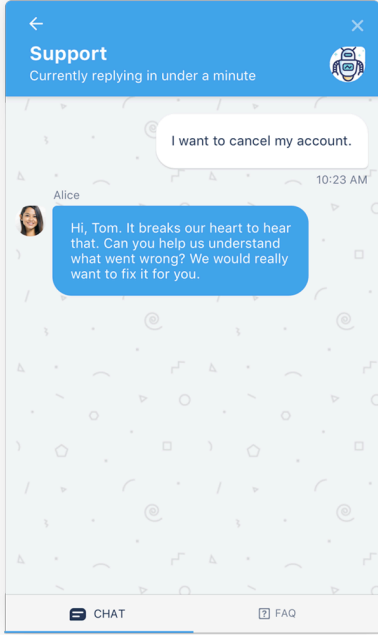 Support
Currently replying in under a minute
I want to cancel my account.
10:23 AM
Alice
Hi, Tom. It breaks our heart to hear
that. Can you help us understand
what went wrong? We would really
want to fix it for you.
CHAT
? FAQ